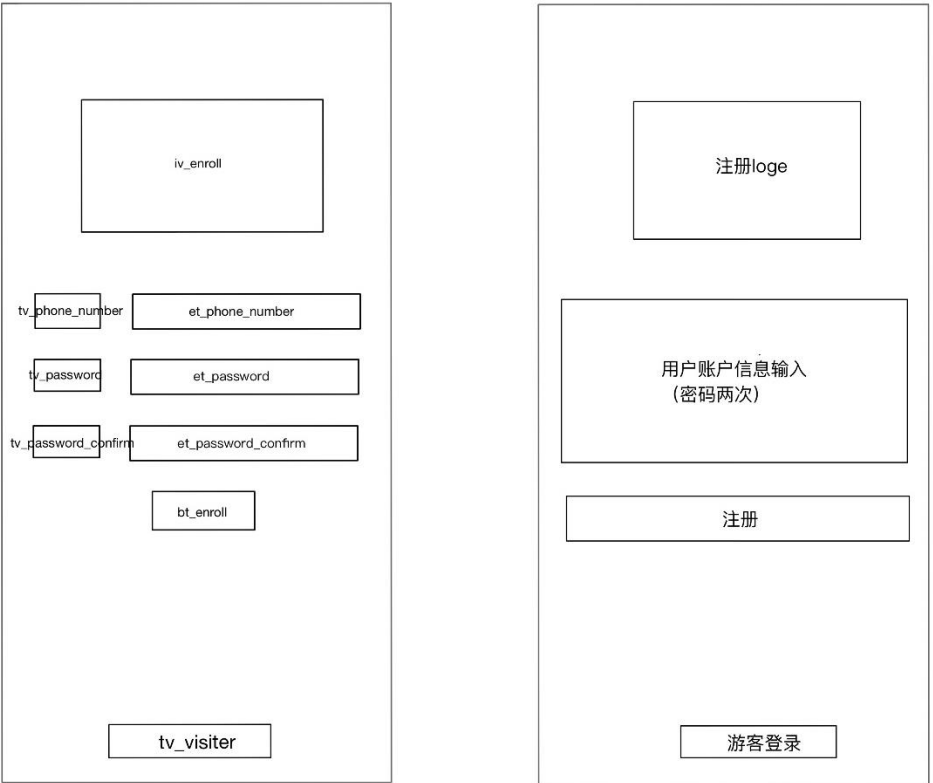 iv_enroll
tv_phone_number
et_phone_number
tv_password
et_password
tv_password_confirm
et_password_confirm
bt_enroll
tv_visiter
注册loge
用户账户信息输入
（密码两次）
注册
游客登录